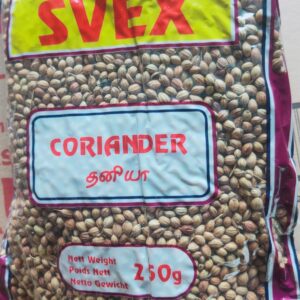 SVEX
CORIANDER
தனியா
Nett Weight
Poids Nett
Netto Gewicht
250g